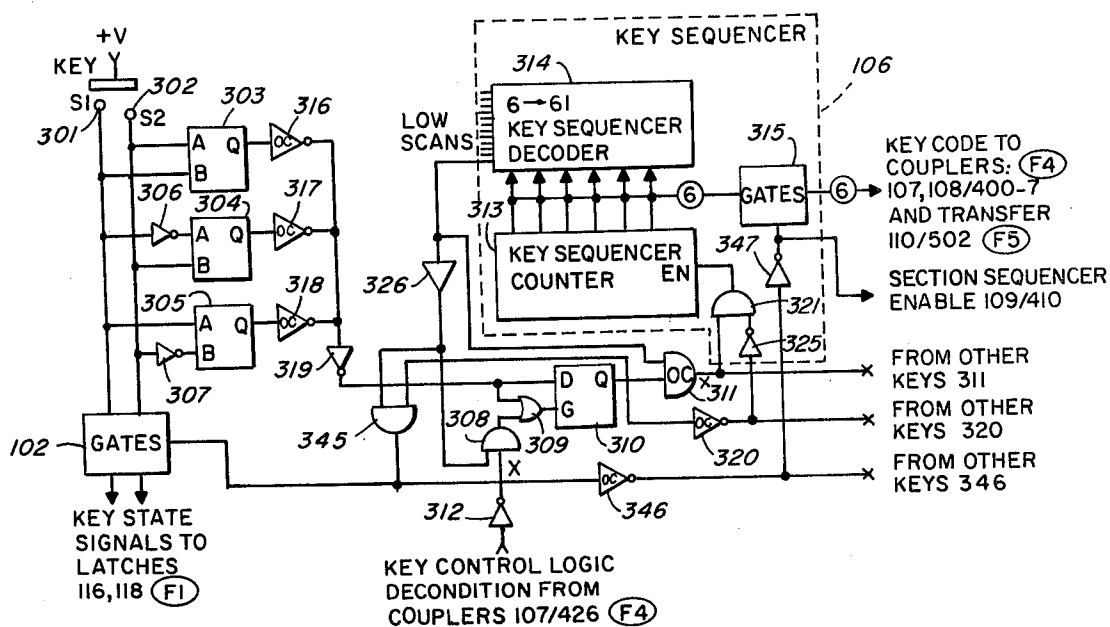 +V
KEY
S1
301
302
S2
303
A Q
B
316
OC
306
304
A Q
B
317
OC
305
A Q
B
318
OC
307
319
102
GATES
KEY STATE
SIGNALS TO
LATCHES
116,118 F1
KEY SEQUENCER
106
314
6→61
KEY SEQUENCER
DECODER
LOW
SCANS
326
313
KEY SEQUENCER
COUNTER
EN
6
315
GATES
6
KEY CODE TO
COUPLERS: F4
107,108/400-7
AND TRANSFER
110/502 F5
347
321
325
SECTION SEQUENCER
ENABLE 109/410
345
308
309
D Q
G
310
OC
X
311
FROM OTHER
KEYS 311
X
OC
320
FROM OTHER
KEYS 320
X
X
312
OC
346
FROM OTHER
KEYS 346
X
KEY CONTROL LOGIC
DECONDITION FROM
COUPLERS 107/426 F4